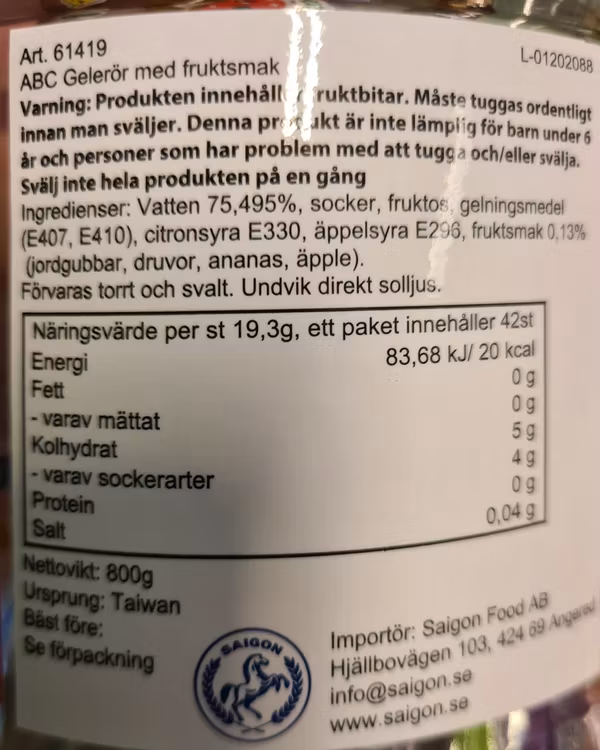 Art. 61419
L-01202088
ABC Gelerör med fruktsmak
Varning: Produkten fruktbitar. Måste tuggas ordentligt
innan man sväljer. Denna produkt är inte lämplig för barn under 6
år och personer som har problem med att tugga och/eller svälja.
Svälj inte hela produkten på en gång
Ingredienser: Vatten 75,495%, socker, fruktos, gelningsmedel
(E407, E410), citronsyra E330, äppelsyra E296, fruktsmak 0,13%
(jordgubbar, druvor, ananas, äpple).
Förvaras torrt och svalt. Undvik direkt solljus.
Näringsvärde per st 19,3g, ett paket innehåller 42st
Energi 83,68 kJ/ 20 kcal
Fett 0 g
- varav mättat 0 g
Kolhydrat 5 g
- varav sockerarter 4 g
Protein 0 g
Salt 0,04 g
Nettovikt: 800g
Ursprung: Taiwan
Bäst före:
Se förpackning
SAIGON
Importör: Saigon Food AB
Hjällbovägen 103, 424 69 Angered
info@saigon.se
www.saigon.se